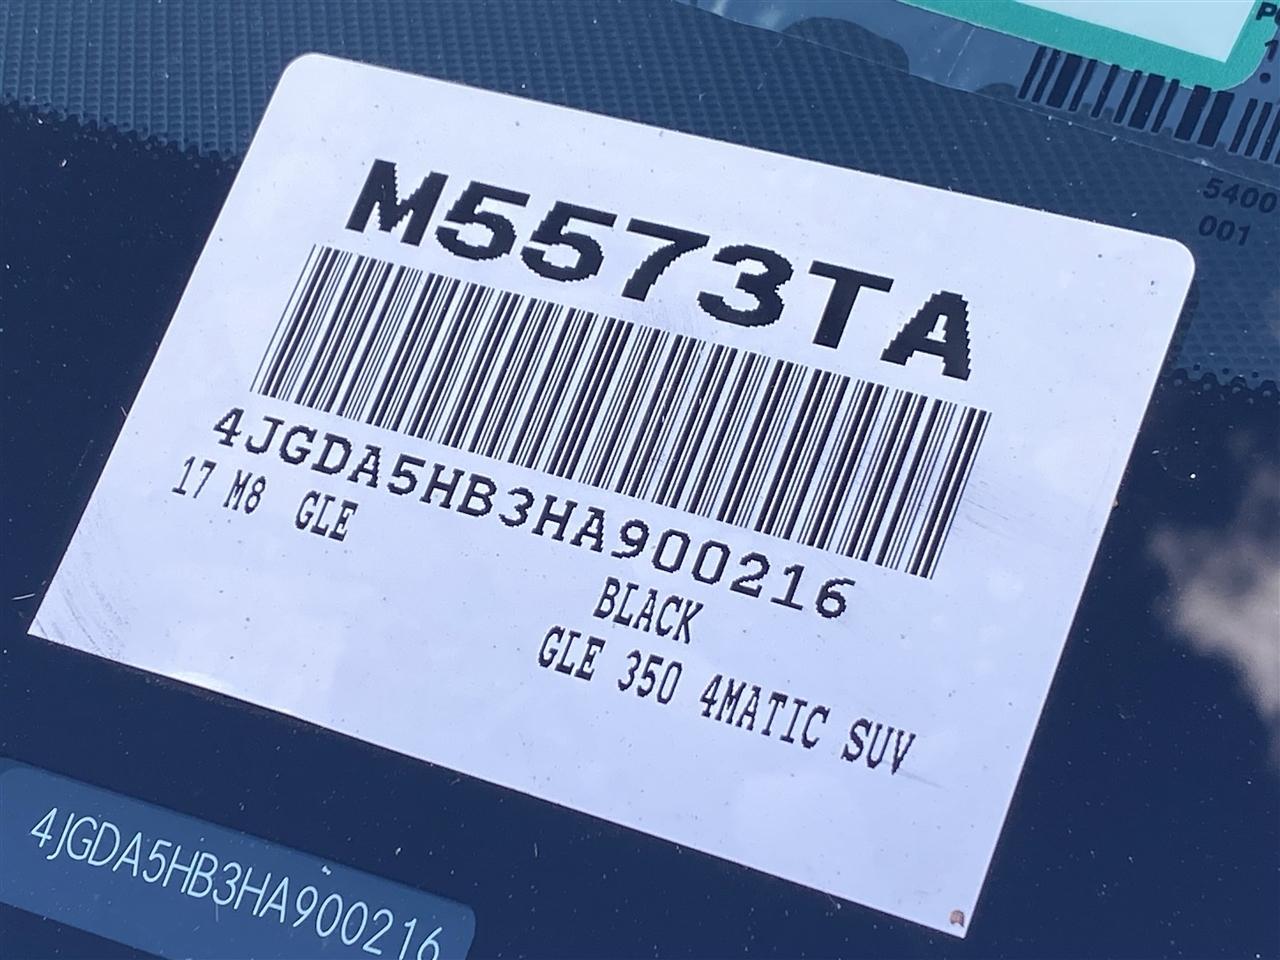 M5573TA
4JGDA5HB3HA900216
17 M8 GLE
BLACK
GLE 350 4MATIC SUV
4JGDA5HB3HA900216
5400
001